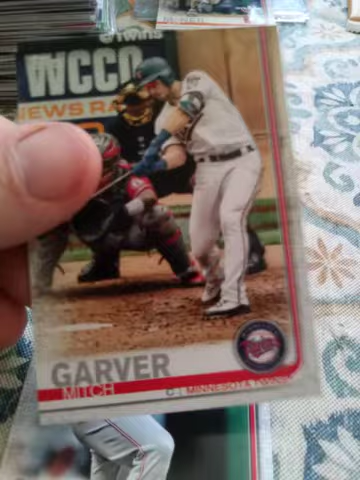 twins
WCCO
NEWS RA
GARVER
MITCH
C | MINNESOTA TWINS